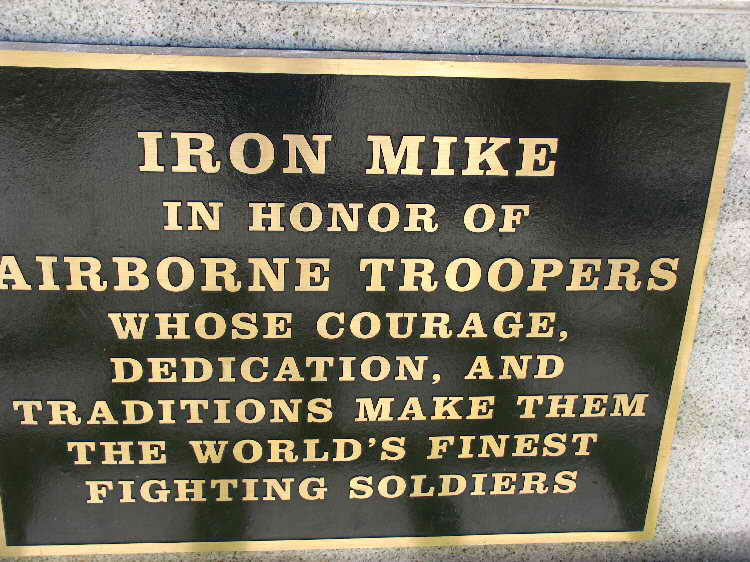 IRON MIKE
IN HONOR OF
AIRBORNE TROOPERS
WHOSE COURAGE,
DEDICATION, AND
TRADITIONS MAKE THEM
THE WORLD'S FINEST
FIGHTING SOLDIERS